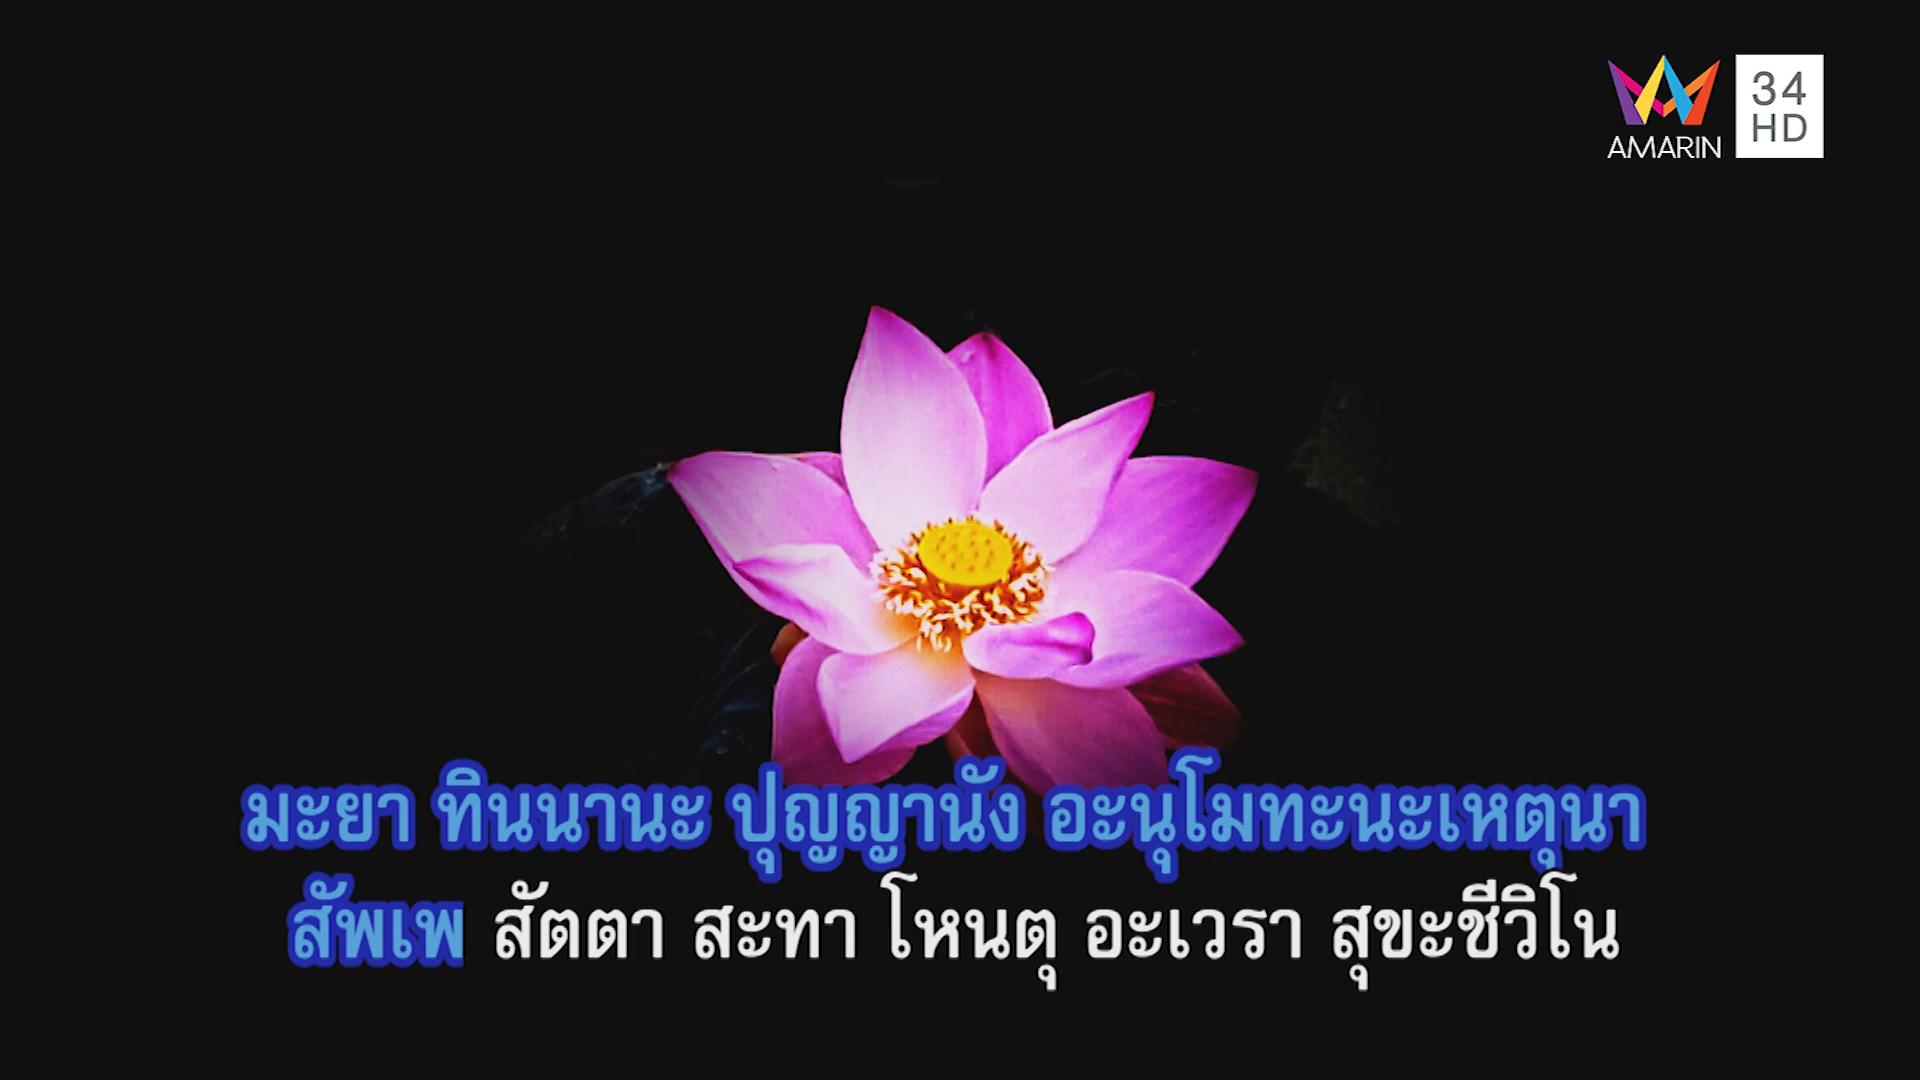 AMARIN
34
HD
มะยา ทินนานะ ปุญญานัง อะนุโมทะนะเหตุนา
สัพเพ สัตตา สะทา โหนตุ อะเวรา สุขะชีวิโน